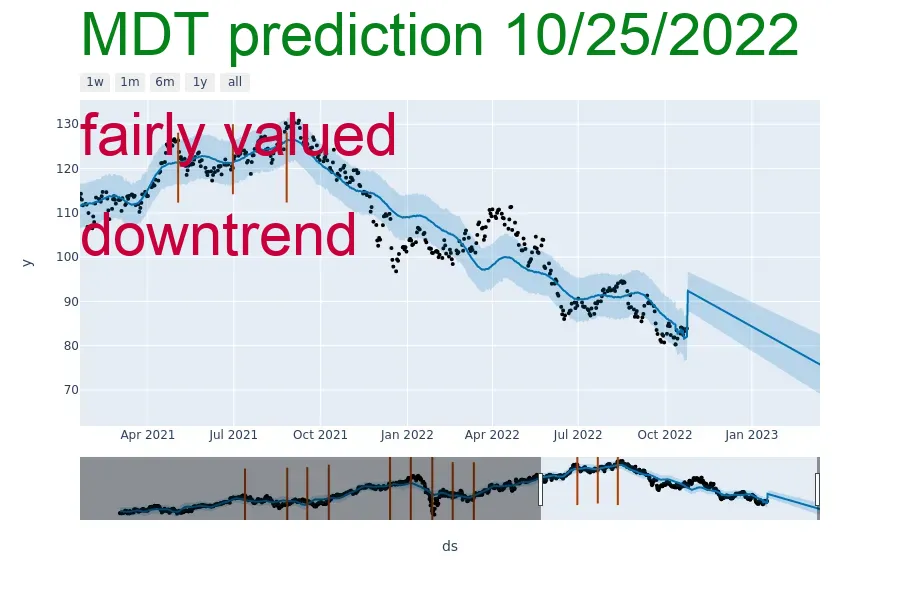 MDT prediction 10/25/2022
1w 1m 6m 1y all
130
fairly valued
120
110
downtrend
100
y
90
80
70
Apr 2021 Jul 2021 Oct 2021 Jan 2022 Apr 2022 Jul 2022 Oct 2022 Jan 2023
ds